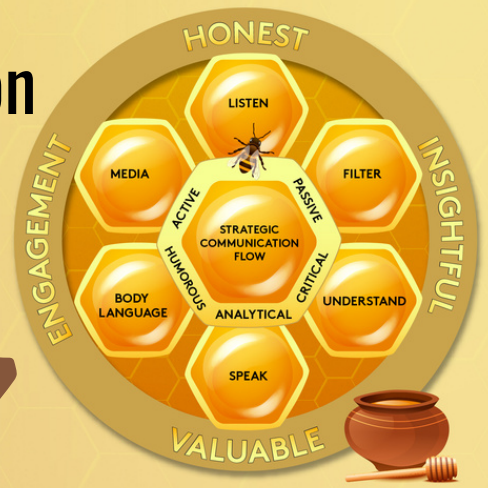 HONEST
on
LISTEN
MEDIA
FILTER
ENGAGEMENT
INSIGHTFUL
ACTIVE
PASSIVE
STRATEGIC
COMMUNICATION
FLOW
HUMOROUS
CRITICAL
ANALYTICAL
BODY
LANGUAGE
UNDERSTAND
SPEAK
VALUABLE